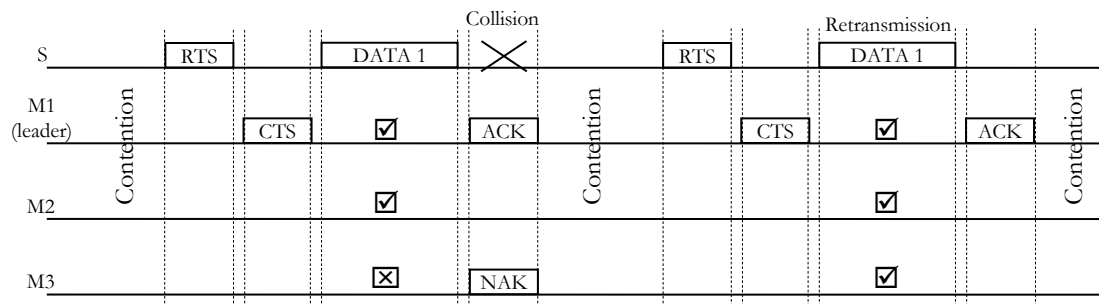 Collision
Retransmission
S RTS DATA 1 RTS DATA 1
M1
(leader)
Contention CTS ACK Contention CTS ACK Contention
M2
M3 NAK